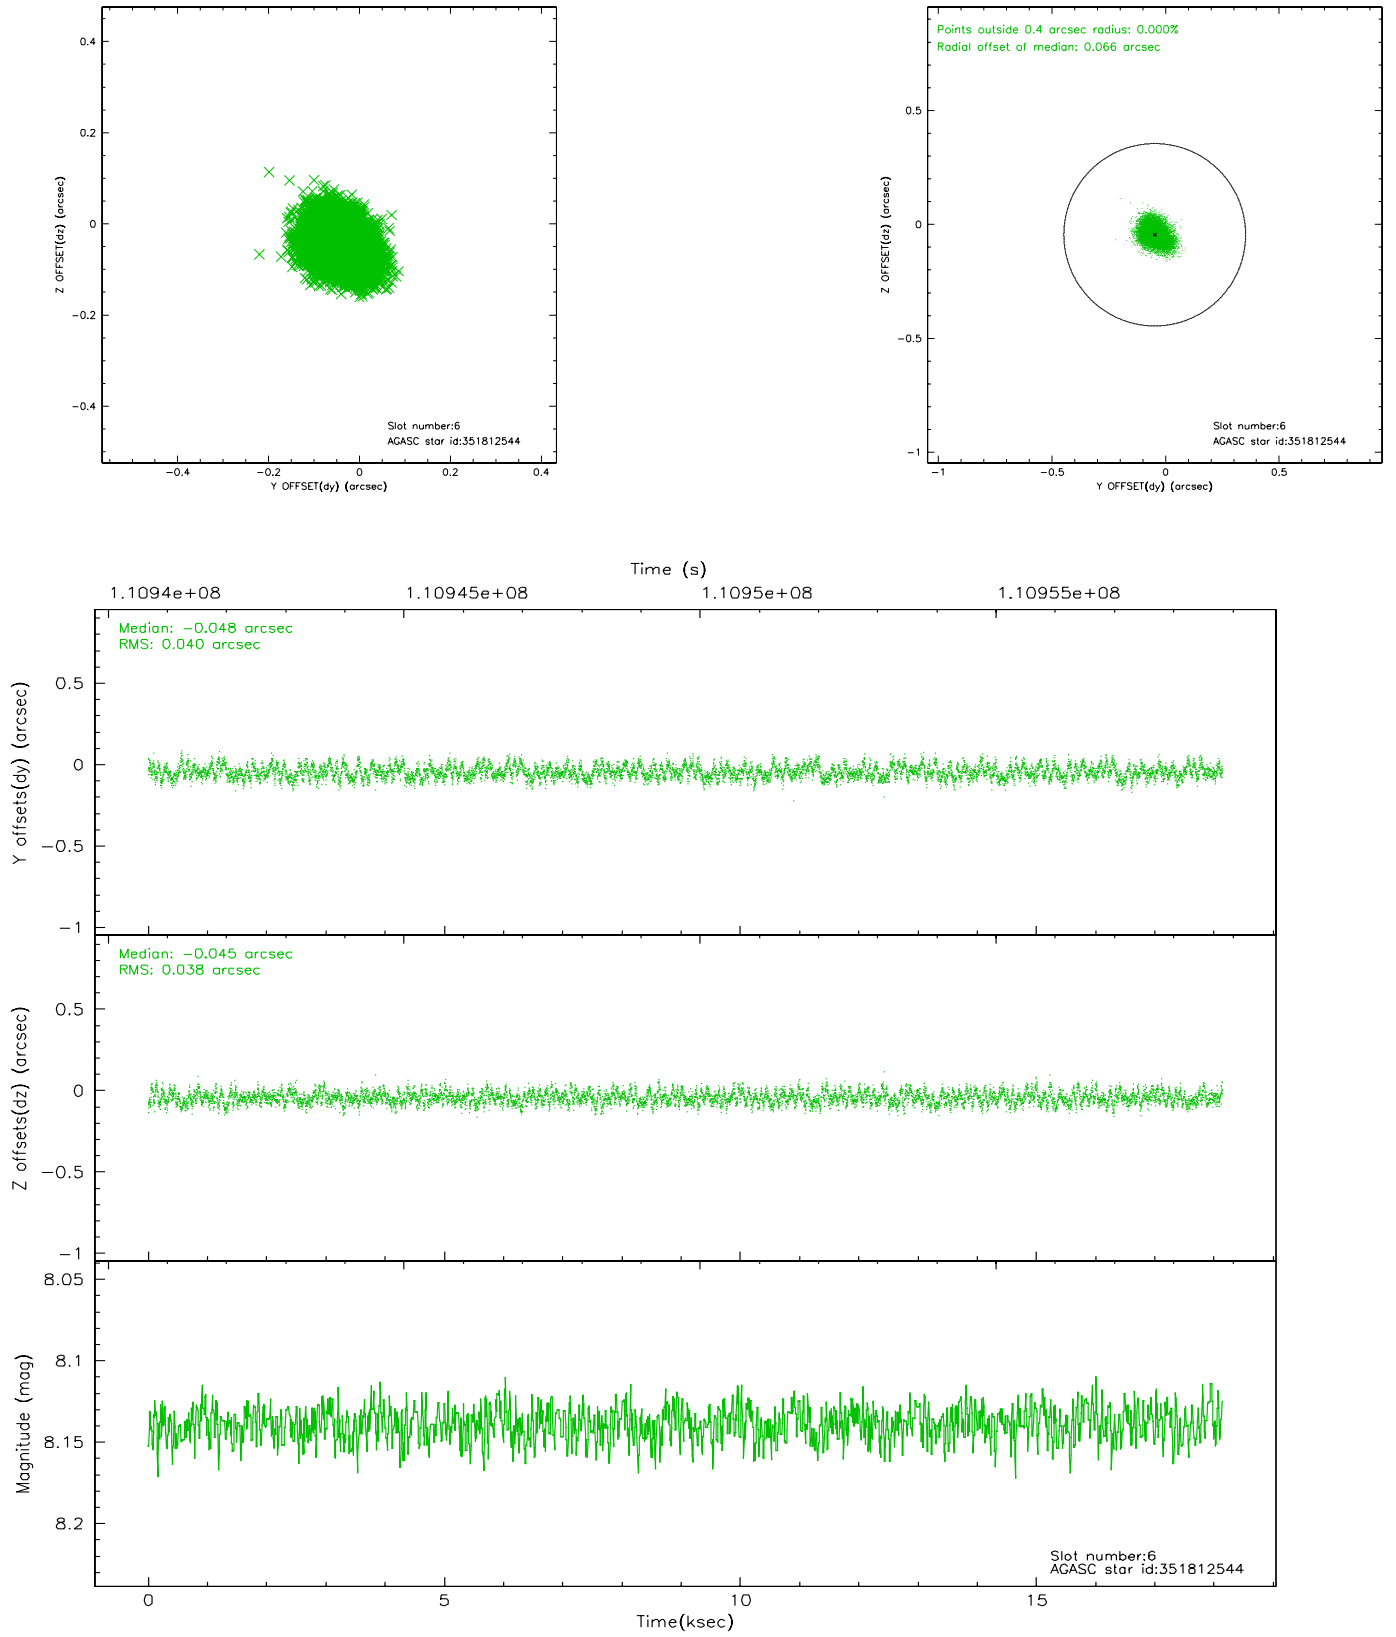 0.4
0.2
0
−0.2
−0.4
Z OFFSET(dz) (arcsec)
−0.4
−0.2
0
0.2
0.4
Y OFFSET(dy) (arcsec)
Slot number:6
AGASC star id:351812544
Points outside 0.4 arcsec radius: 0.000%
Radial offset of median: 0.066 arcsec
0.5
0
−0.5
−1
Z OFFSET(dz) (arcsec)
−1
−0.5
0
0.5
Y OFFSET(dy) (arcsec)
Slot number:6
AGASC star id:351812544
Time (s)
1.1094e+08
1.10945e+08
1.1095e+08
1.10955e+08
Median: −0.048 arcsec
RMS: 0.040 arcsec
0.5
0
−0.5
−1
Y offsets(dy) (arcsec)
Median: −0.045 arcsec
RMS: 0.038 arcsec
0.5
0
−0.5
−1
Z offsets(dz) (arcsec)
8.05
8.1
8.15
8.2
Magnitude (mag)
Slot number:6
AGASC star id:351812544
0
5
10
15
Time(ksec)